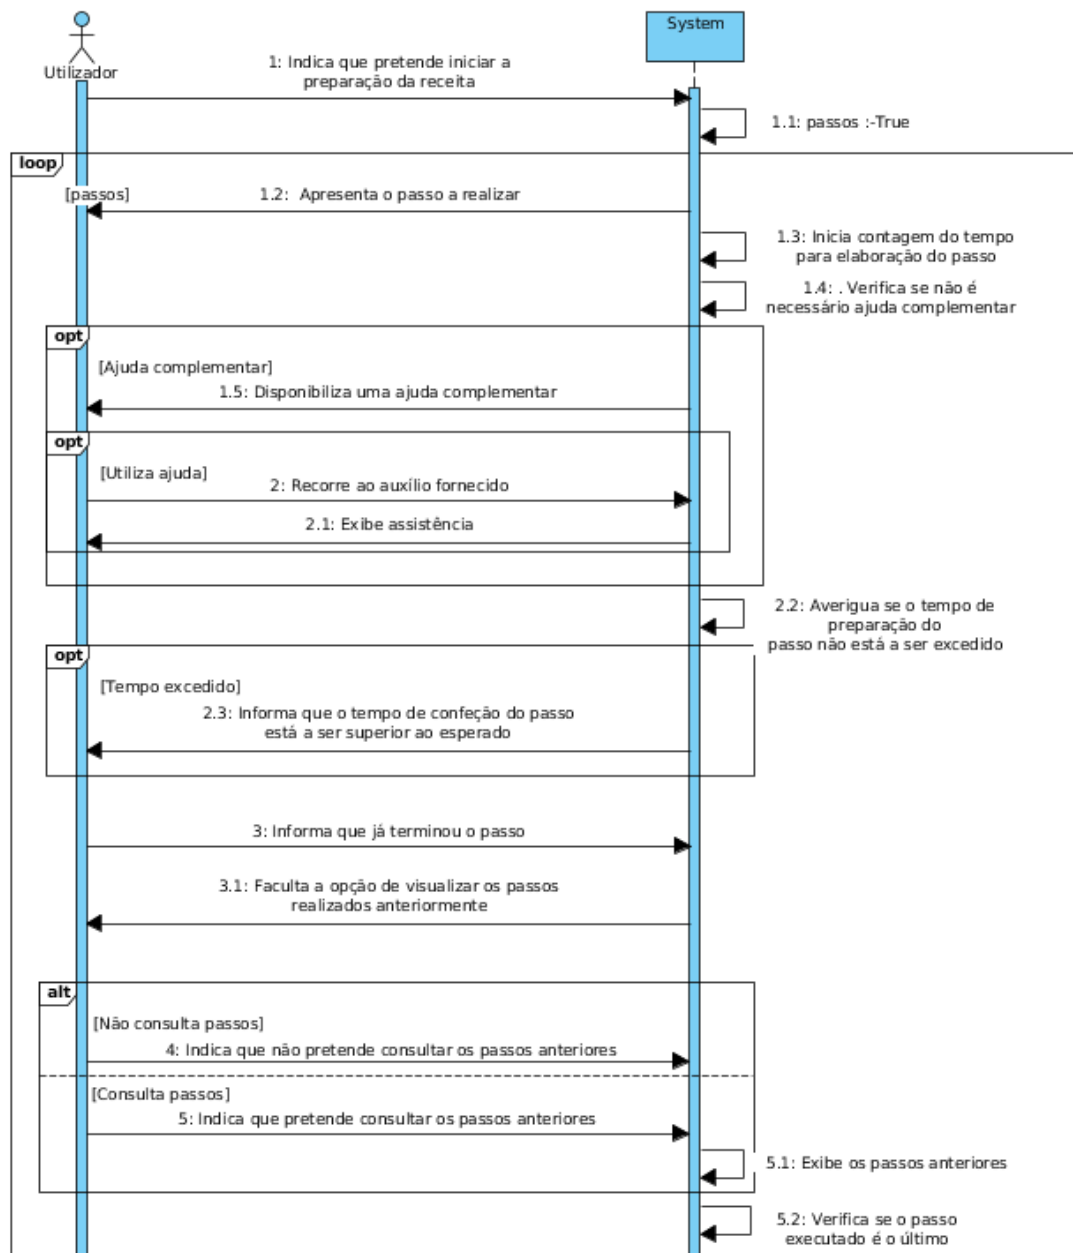 System
Utilizador
1: Indica que pretende iniciar a
preparação da receita
1.1: passos :-True
loop
[passos]
1.2:  Apresenta o passo a realizar
1.3: Inicia contagem do tempo
para elaboração do passo
1.4: . Verifica se não é
necessário ajuda complementar
opt
[Ajuda complementar]
1.5: Disponibiliza uma ajuda complementar
opt
[Utiliza ajuda]
2: Recorre ao auxílio fornecido
2.1: Exibe assistência
2.2: Averigua se o tempo de
preparação do
passo não está a ser excedido
opt
[Tempo excedido]
2.3: Informa que o tempo de confeção do passo
está a ser superior ao esperado
3: Informa que já terminou o passo
3.1: Faculta a opção de visualizar os passos
realizados anteriormente
alt
[Não consulta passos]
4: Indica que não pretende consultar os passos anteriores
[Consulta passos]
5: Indica que pretende consultar os passos anteriores
5.1: Exibe os passos anteriores
5.2: Verifica se o passo
executado é o último